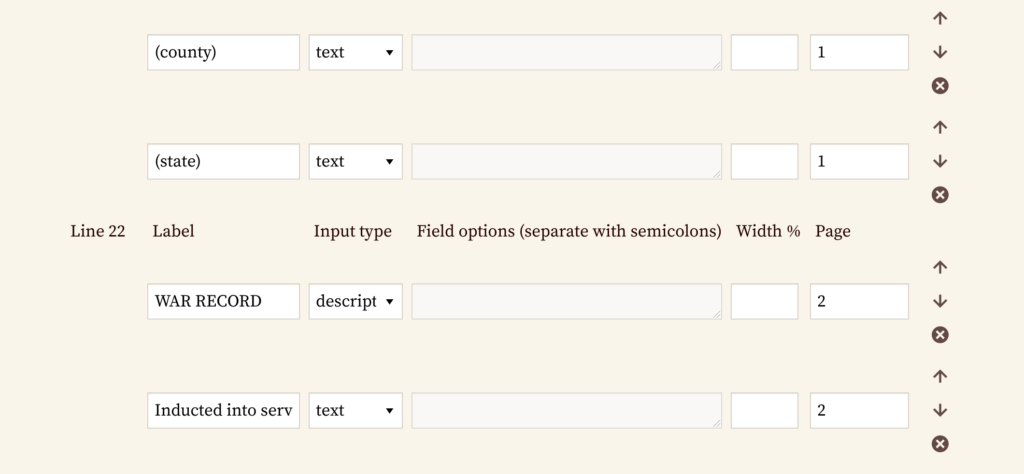 (county) text 1
(state) text 1
Line 22 Label Input type Field options (separate with semicolons) Width % Page
WAR RECORD descript 2
Inducted into serv text 2